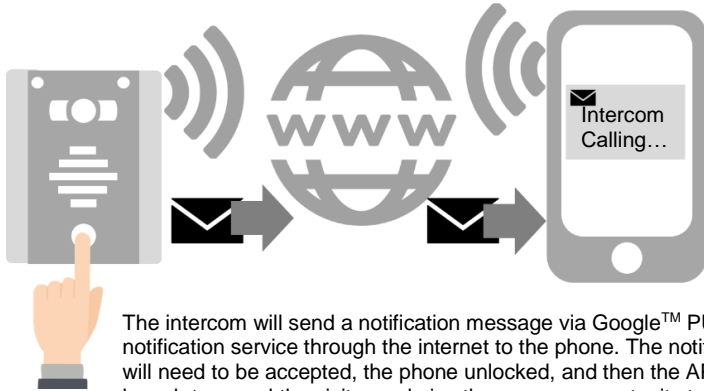 www
Intercom
Calling…
The intercom will send a notification message via Google™
notification service through the internet to the phone. The
will need to be accepted, the phone unlocked, and then the